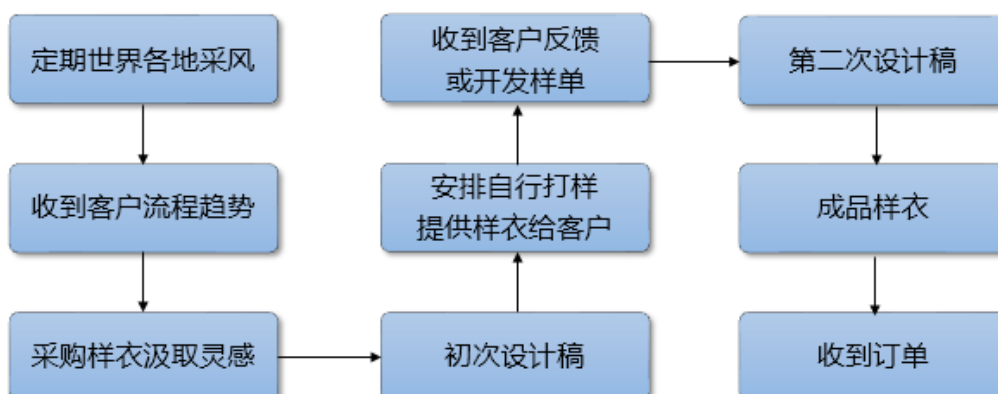 定期世界各地采风
收到客户流程趋势
采购样衣汲取灵感
初次设计稿
安排自行打样
提供样衣给客户
收到客户反馈
或开发样单
第二次设计稿
成品样衣
收到订单